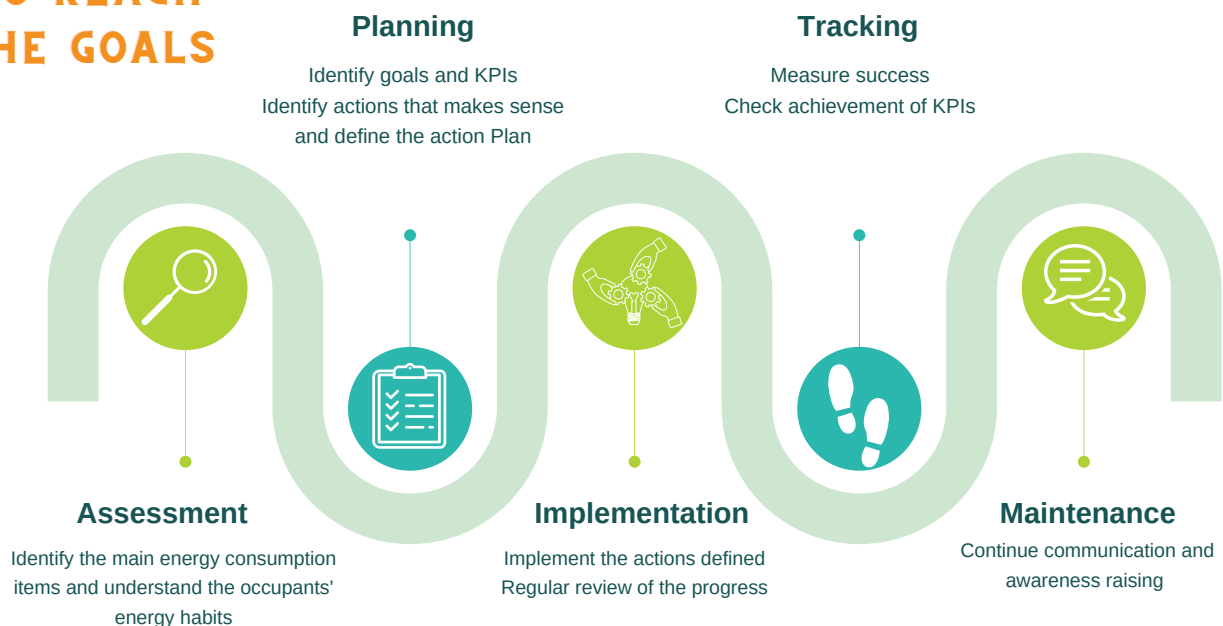 HE GOALS
Planning
Identify goals and KPIs
Identify actions that makes sense
and define the action Plan
Tracking
Measure success
Check achievement of KPIs
Assessment
Identify the main energy consumption
items and understand the occupants'
energy habits
Implementation
Implement the actions defined
Regular review of the progress
Maintenance
Continue communication and
awareness raising